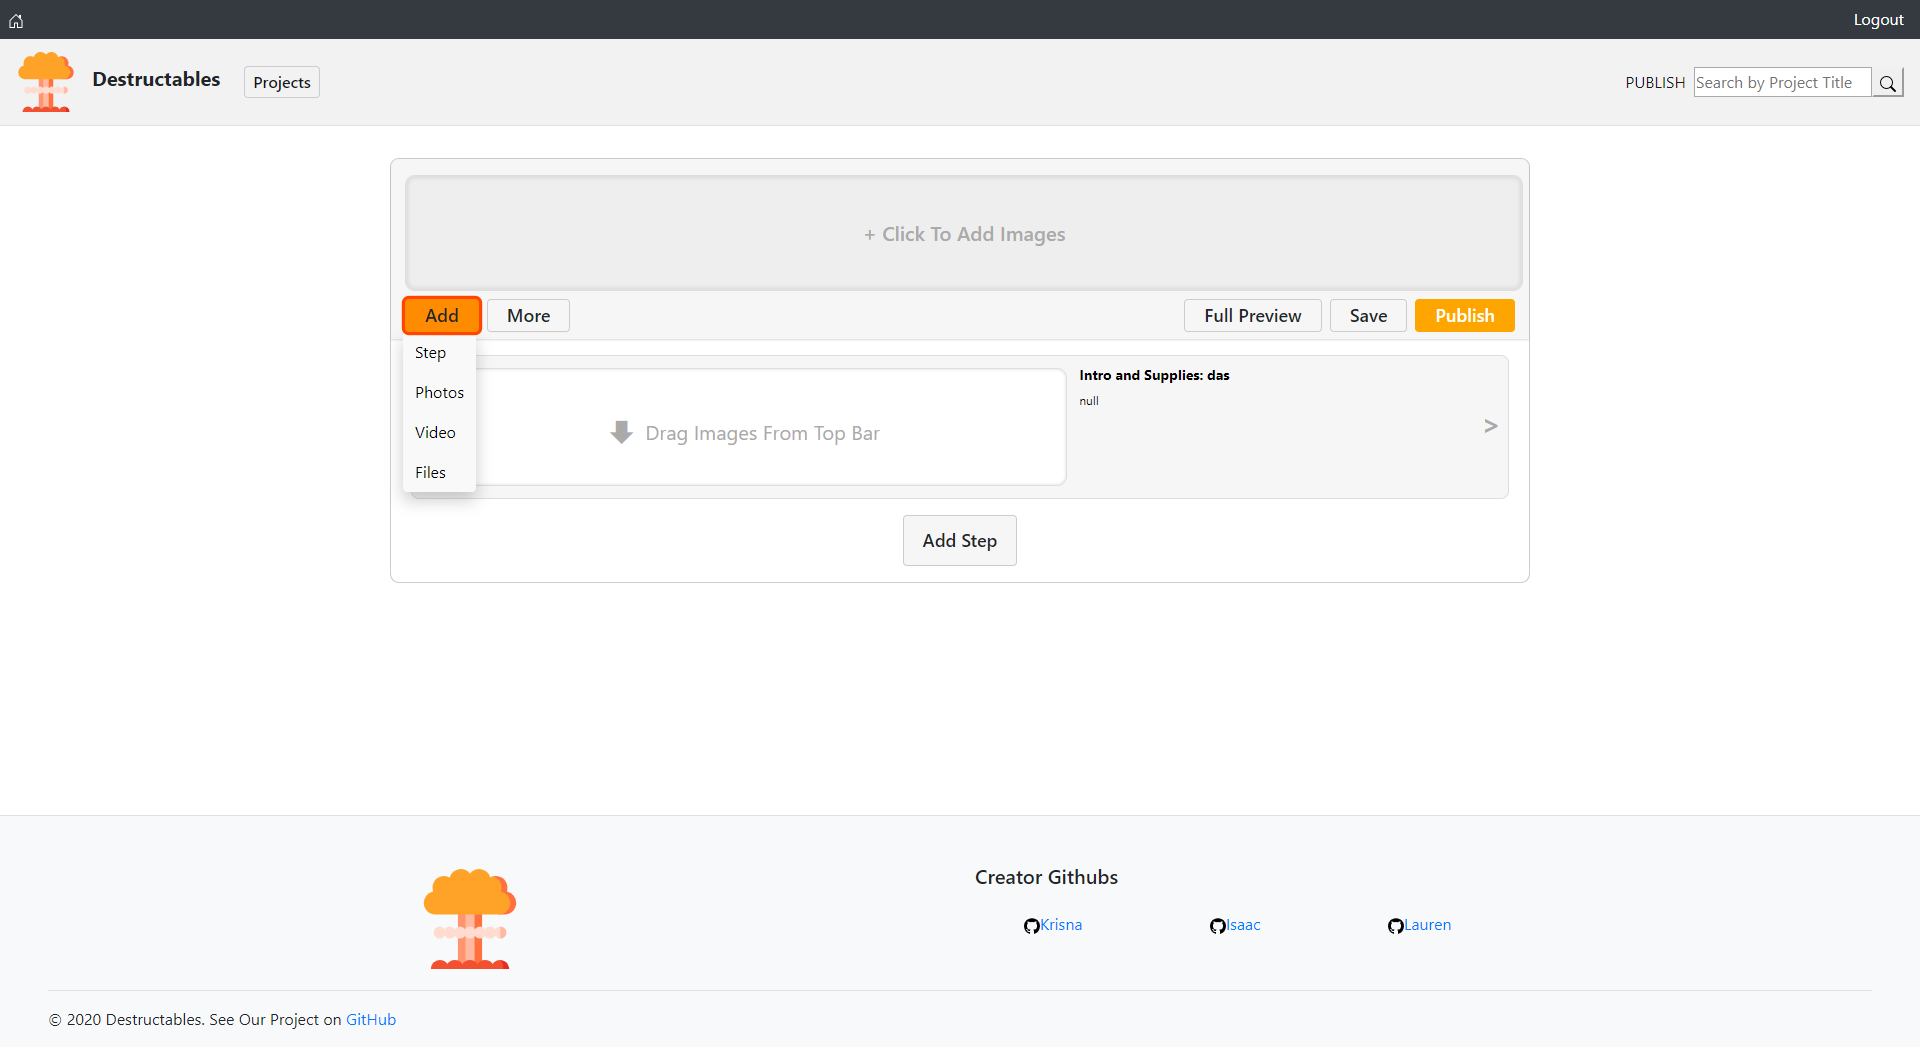 Logout
Destructables
Projects
PUBLISH
Search by Project Title
+ Click To Add Images
Add
More
Full Preview
Save
Publish
Step
Photos
Video
Files
Drag Images From Top Bar
Intro and Supplies: das
null
>
Add Step
Creator Githubs
Krisna
Isaac
Lauren
© 2020 Destructables. See Our Project on GitHub